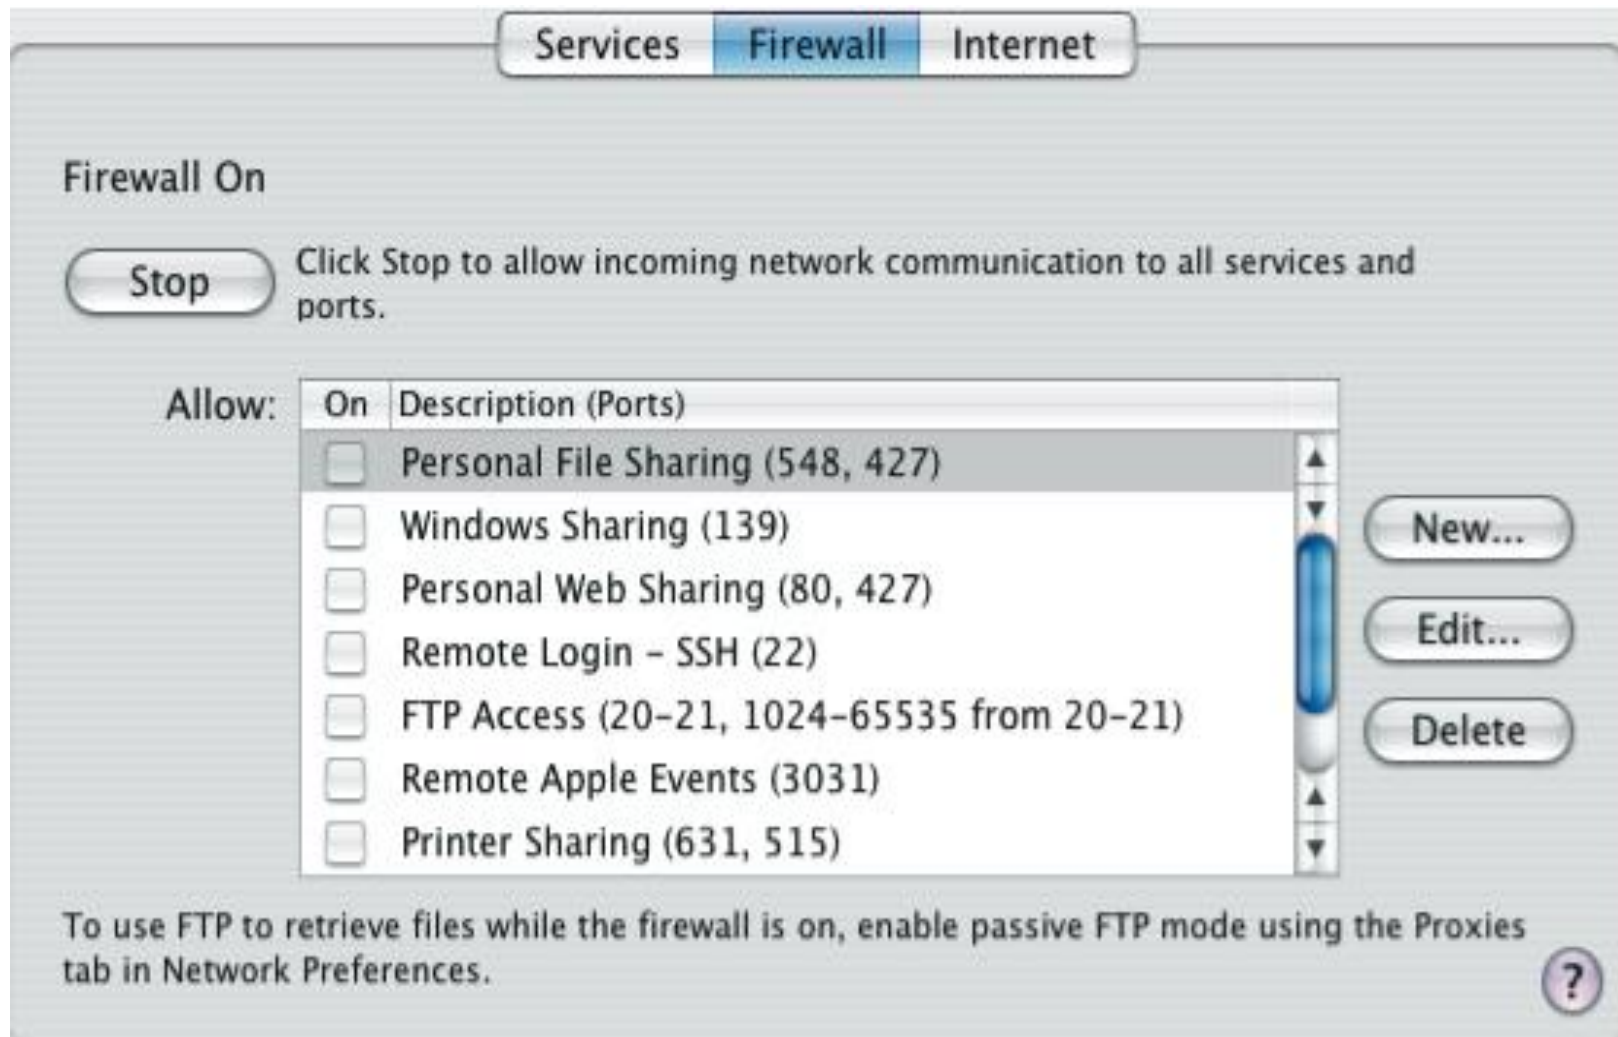 Services Firewall Internet
Firewall On
Stop
Click Stop to allow incoming network communication to all services and
ports.
Allow:
On Description (Ports)
Personal File Sharing (548, 427)
Windows Sharing (139)
Personal Web Sharing (80, 427)
Remote Login – SSH (22)
FTP Access (20–21, 1024–65535 from 20–21)
Remote Apple Events (3031)
Printer Sharing (631, 515)
New...
Edit...
Delete
To use FTP to retrieve files while the firewall is on, enable passive FTP mode using the Proxies
tab in Network Preferences.
?